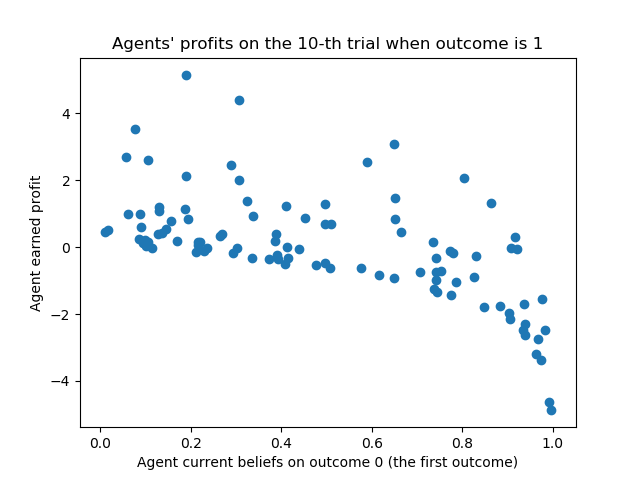 Agents' profits on the 10-th trial when outcome is 1
Agent earned profit
4
2
0
−2
−4
0.0 0.2 0.4 0.6 0.8 1.0
Agent current beliefs on outcome 0 (the first outcome)